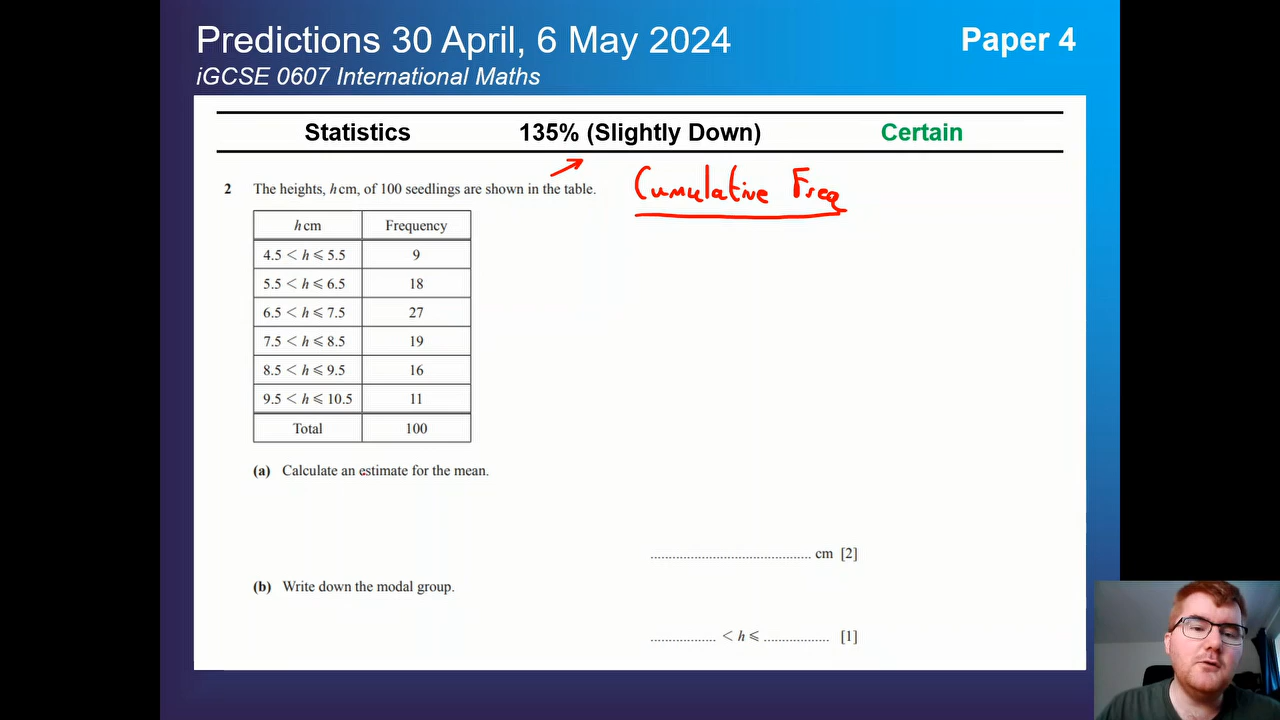 Predictions 30 April, 6 May 2024
Paper 4
iGCSE 0607 International Maths
Statistics 135% (Slightly Down) Certain
Cumulative Freq
2 The heights, h cm, of 100 seedlings are shown in the table.
h cm Frequency
4.5 < h ⩽ 5.5 9
5.5 < h ⩽ 6.5 18
6.5 < h ⩽ 7.5 27
7.5 < h ⩽ 8.5 19
8.5 < h ⩽ 9.5 16
9.5 < h ⩽ 10.5 11
Total 100
(a) Calculate an estimate for the mean.
............................................ cm [2]
(b) Write down the modal group.
.................. < h ⩽ .................. [1]